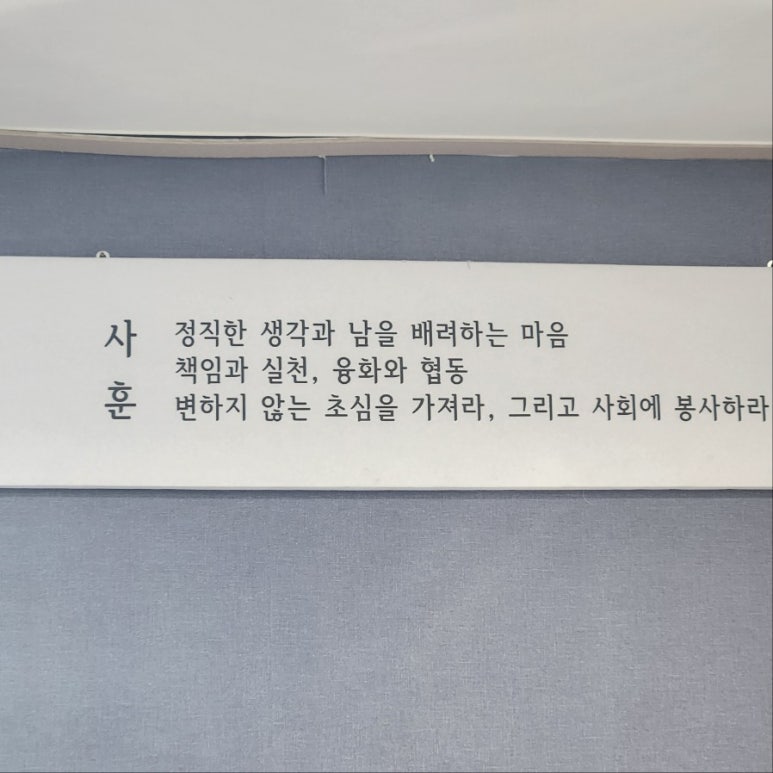 사훈
정직한 생각과 남을 배려하는 마음
책임과 실천, 융화와 협동
변하지 않는 초심을 가져라, 그리고 사회에 봉사하라